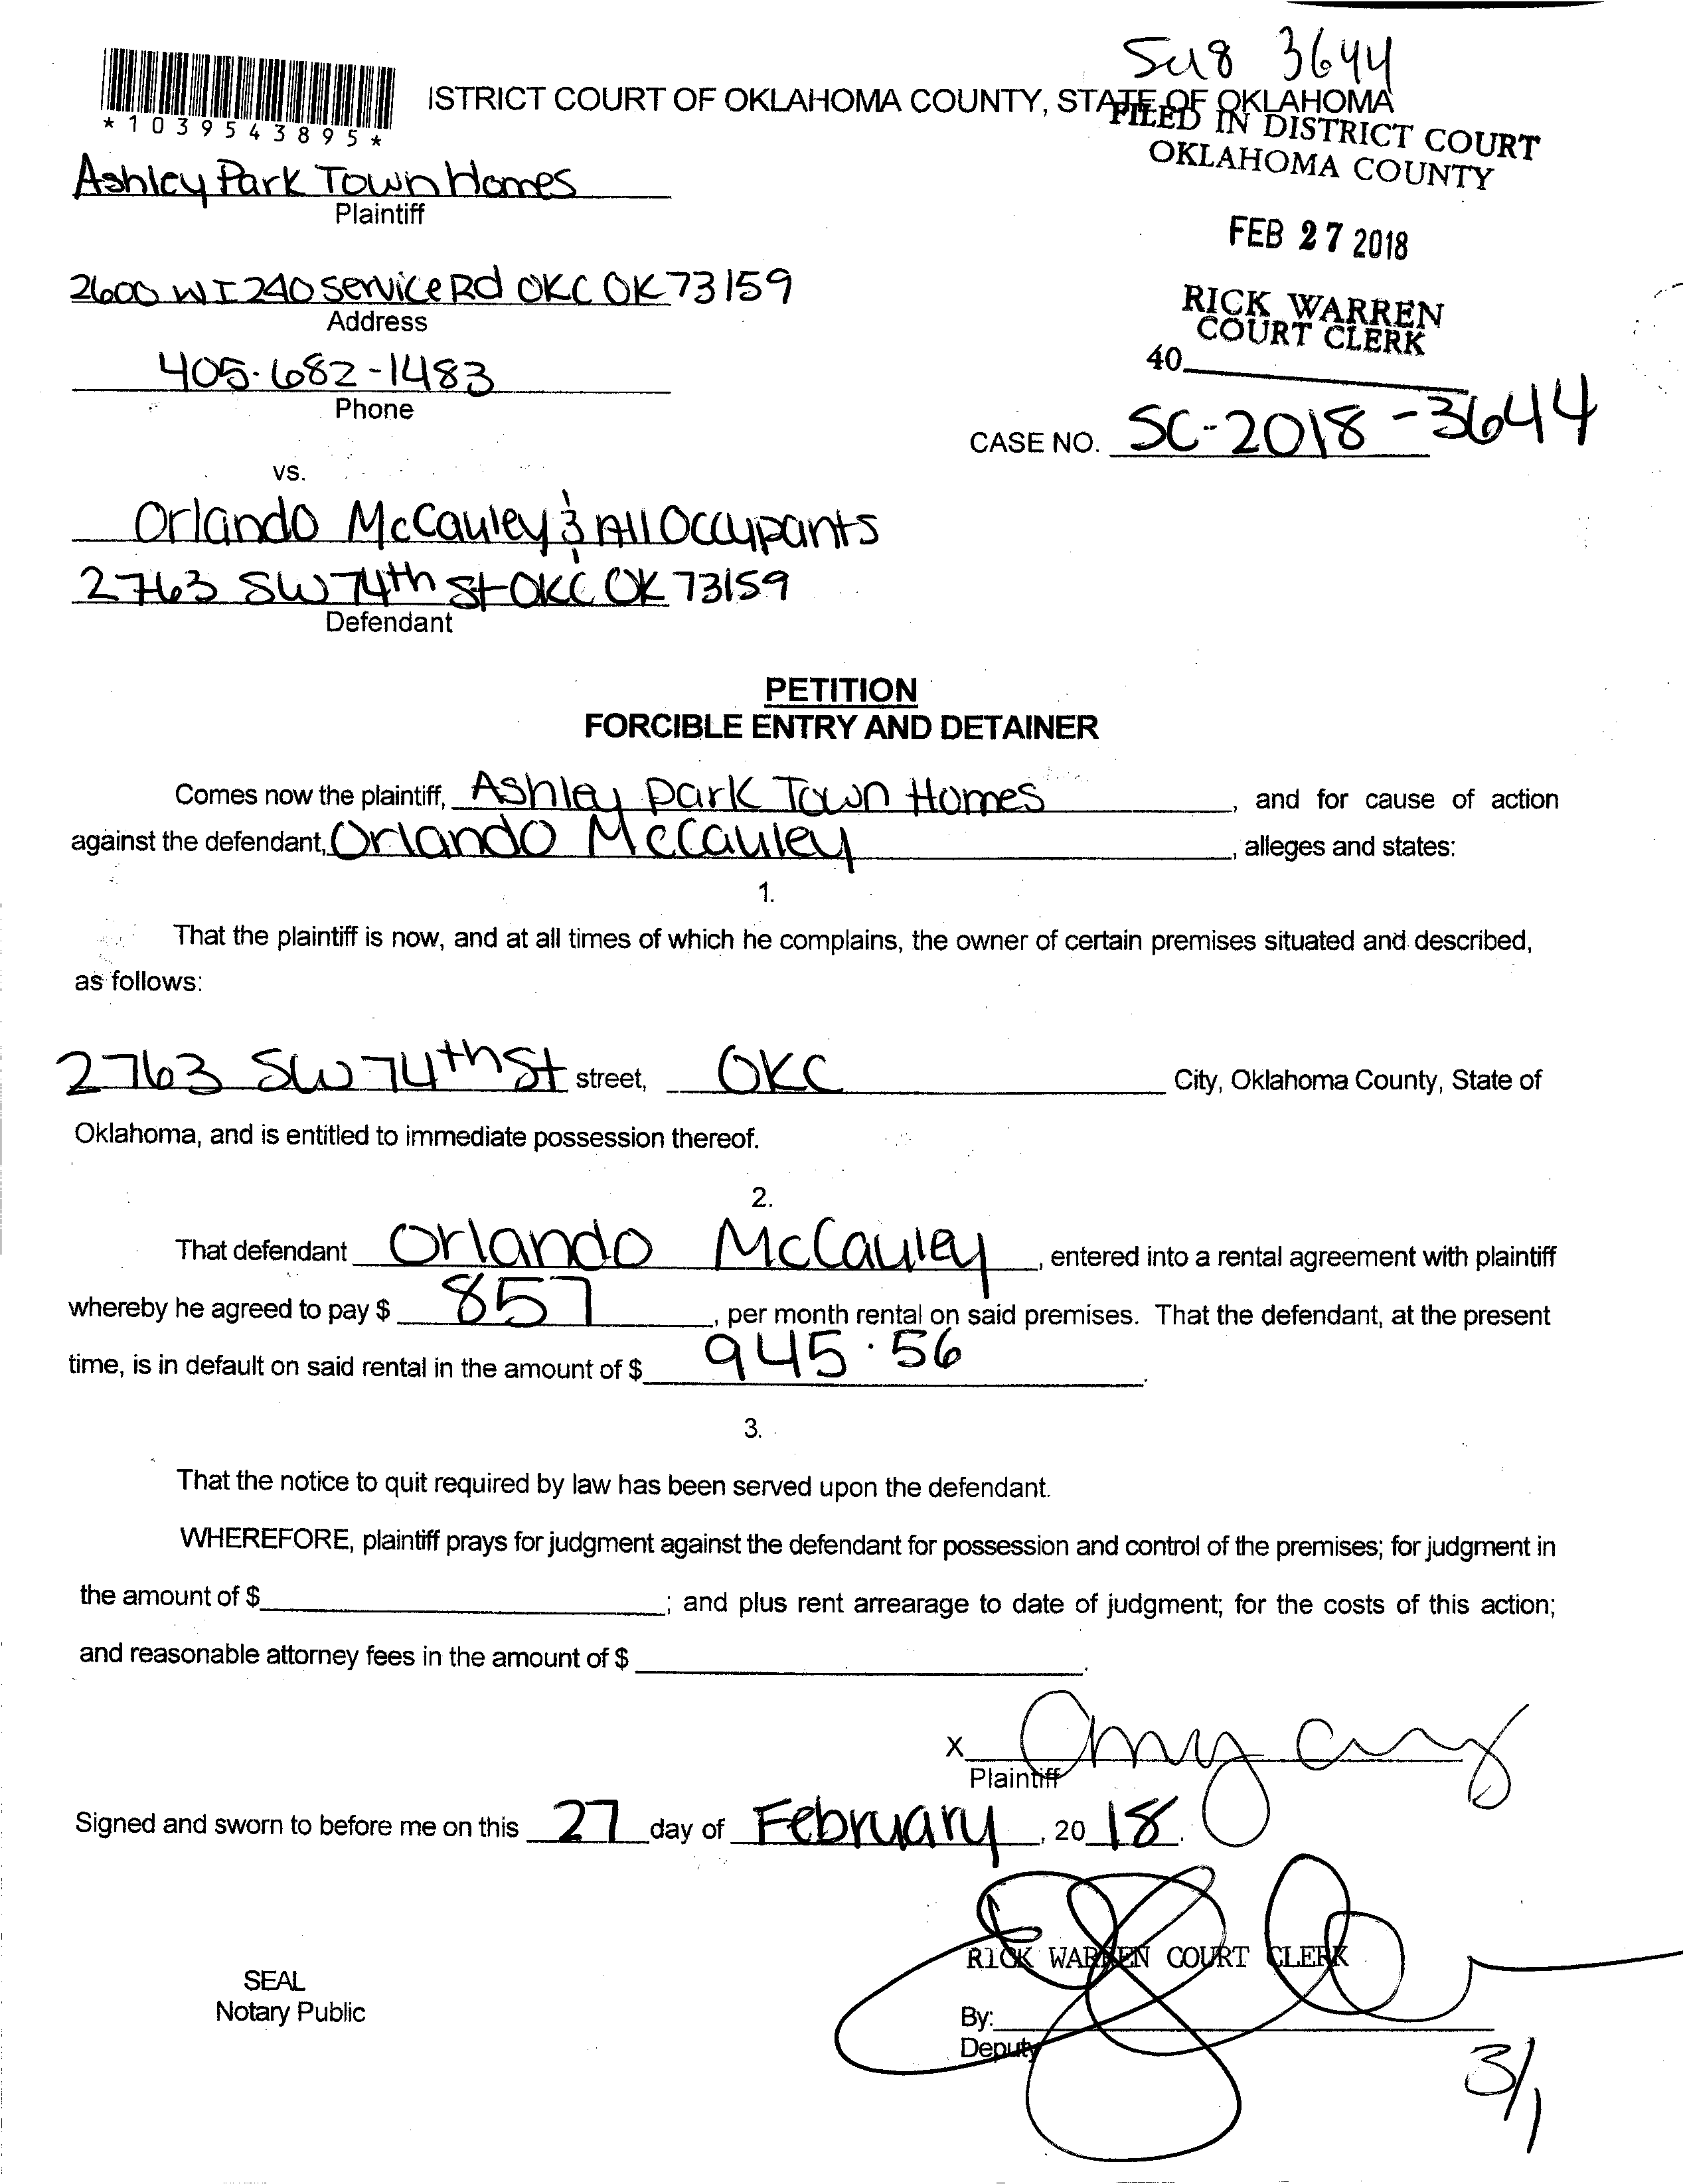 SC18 3644
*1039543895*
ISTRICT COURT OF OKLAHOMA COUNTY, STATE OF OKLAHOMA
FILED IN DISTRICT COURT
OKLAHOMA COUNTY
Ashley Park Town Homes
Plaintiff
FEB 27 2018
2600 W I 240 Service Rd OKC OK 73159
Address
RICK WARREN
COURT CLERK
405-682-1483
40
Phone
CASE NO. SC-2018-3644
vs.
Orlando McCauley & All Occupants
2763 SW 74th St OKC OK 73159
Defendant
PETITION
FORCIBLE ENTRY AND DETAINER
Comes now the plaintiff, Ashley Park Town Homes, and for cause of action
against the defendant, Orlando McCauley, alleges and states:
1.
That the plaintiff is now, and at all times of which he complains, the owner of certain premises situated and described,
as follows:
2763 SW 74th St street, OKC City, Oklahoma County, State of
Oklahoma, and is entitled to immediate possession thereof.
2.
That defendant Orlando McCauley, entered into a rental agreement with plaintiff
whereby he agreed to pay $ 857, per month rental on said premises. That the defendant, at the present
time, is in default on said rental in the amount of $ 945.56.
3.
That the notice to quit required by law has been served upon the defendant.
WHEREFORE, plaintiff prays for judgment against the defendant for possession and control of the premises; for judgment in
the amount of $ ; and plus rent arrearage to date of judgment; for the costs of this action;
and reasonable attorney fees in the amount of $ .
X
Plaintiff
Signed and sworn to before me on this 27 day of February, 2018.
RICK WARREN COURT CLERK
SEAL
Notary Public
By:
Deputy
3/1